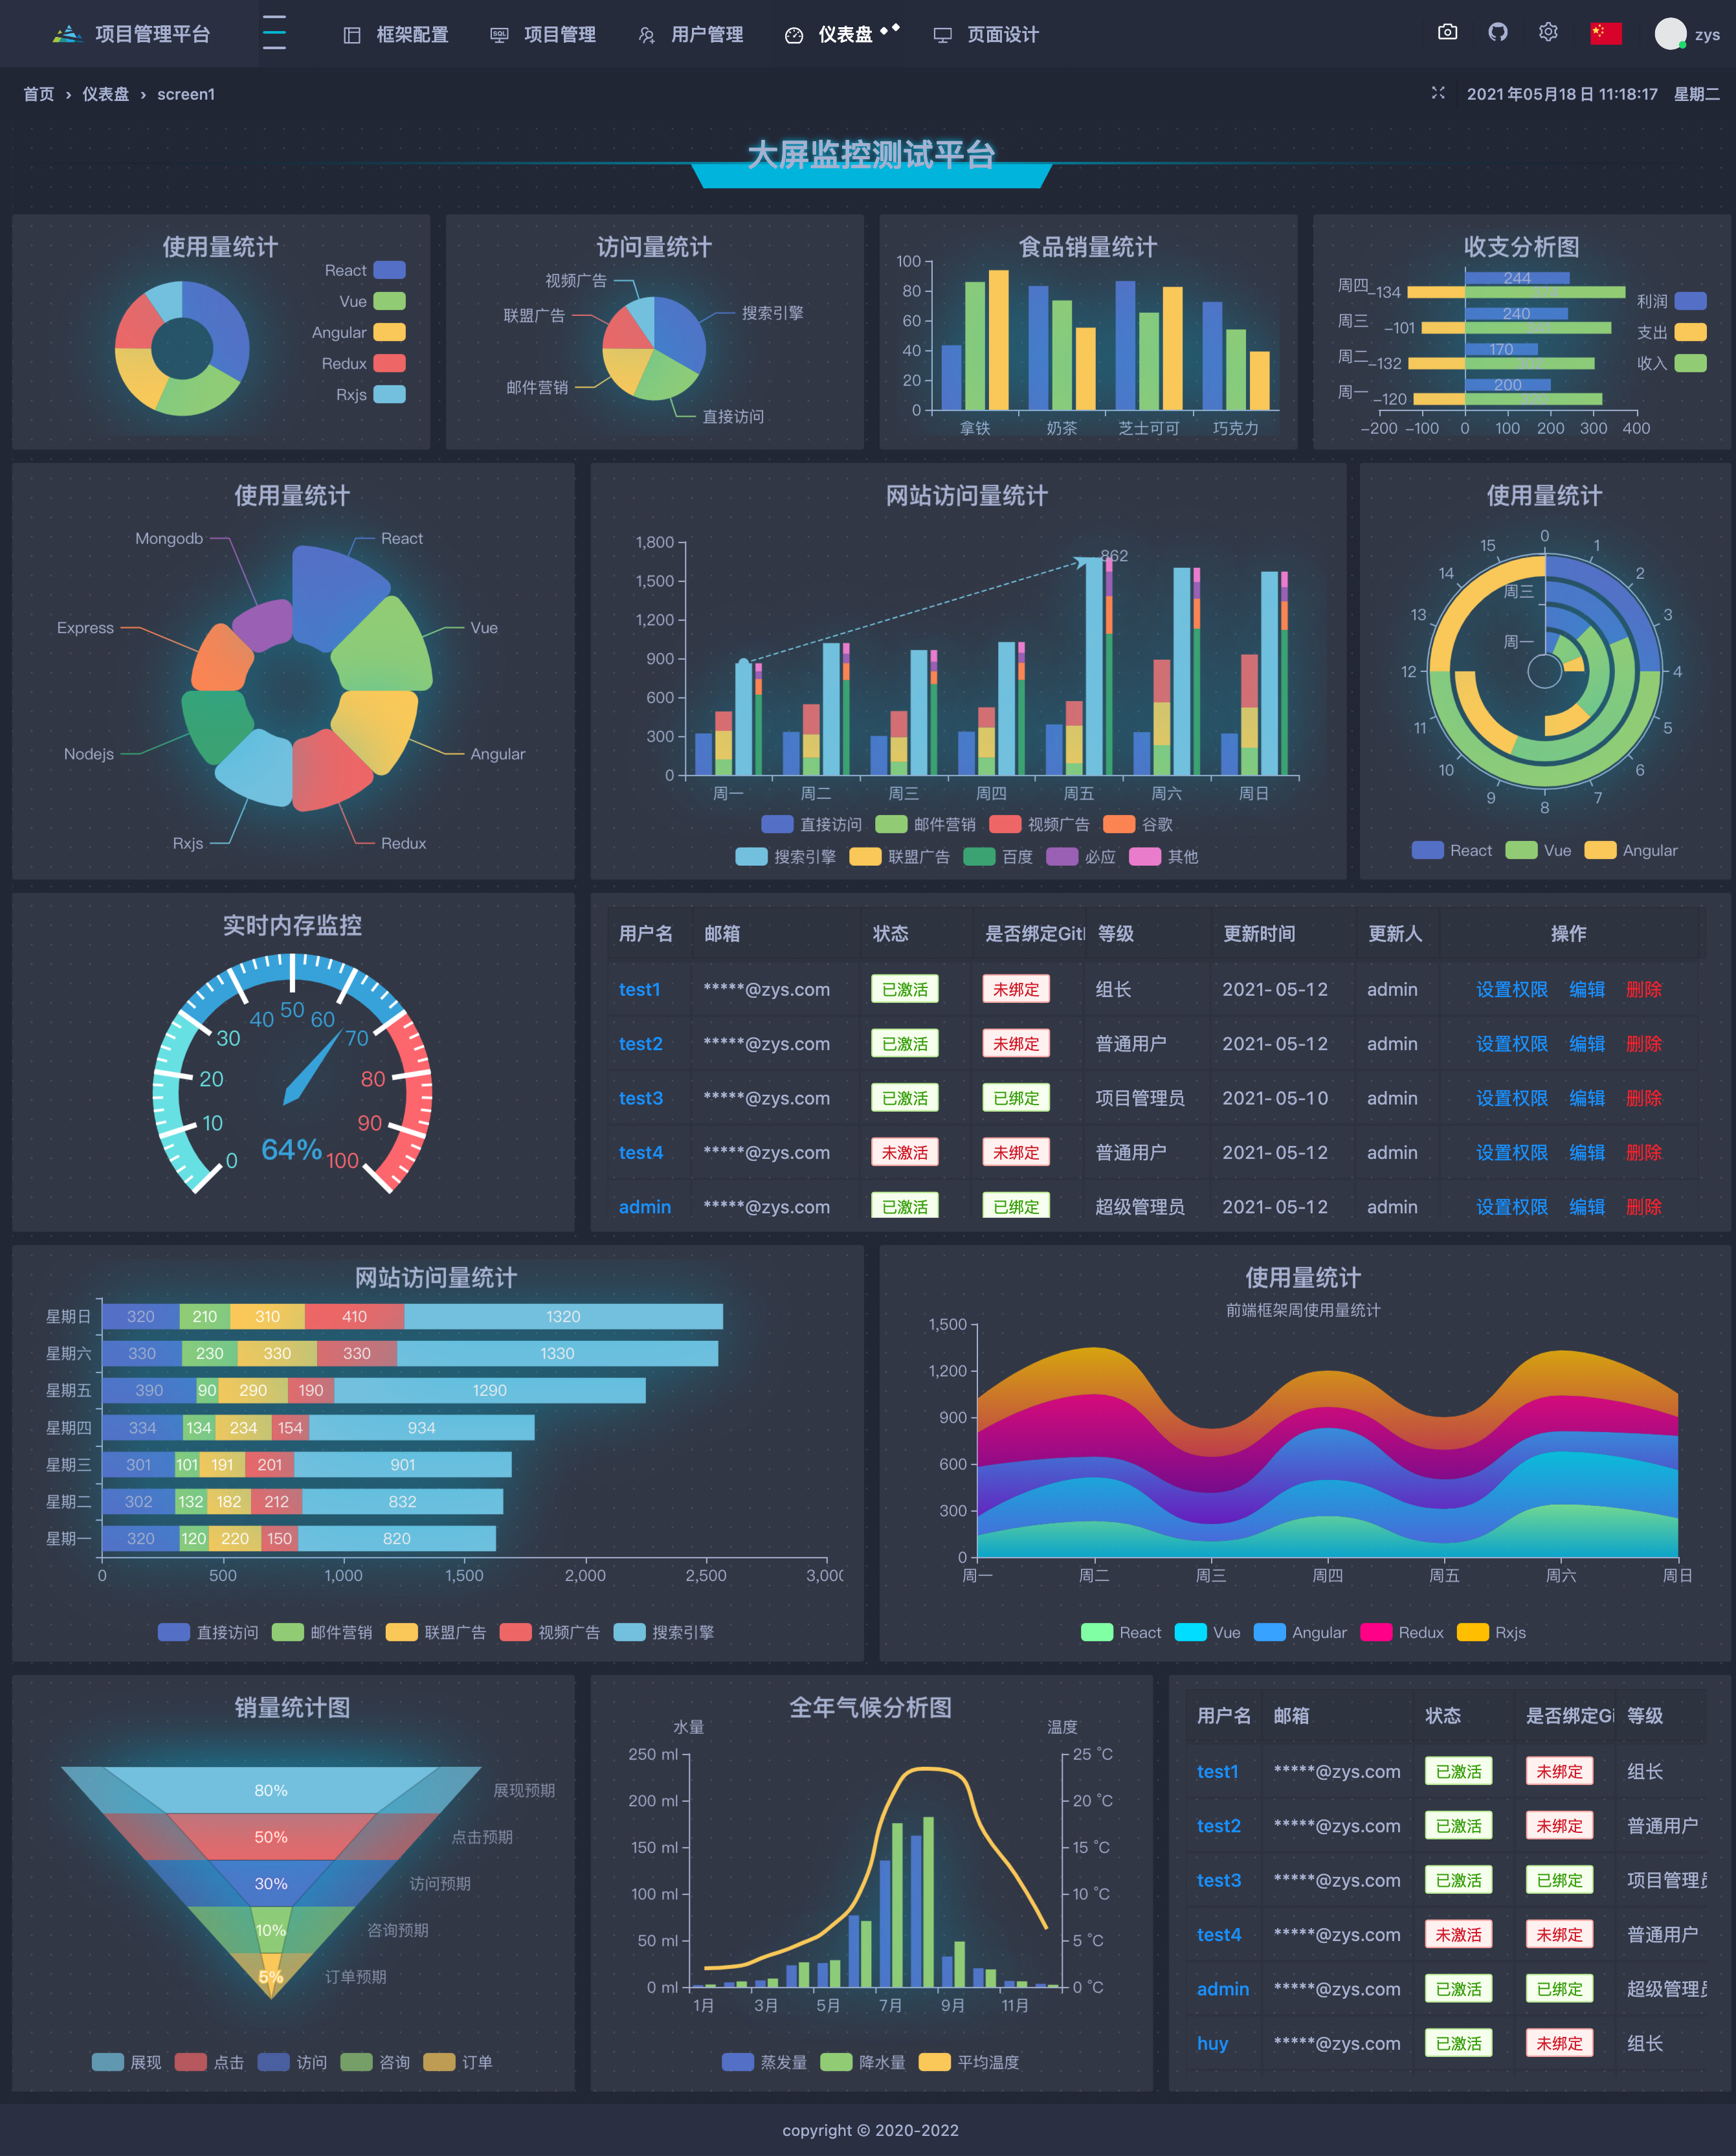 项目管理平台 框架配置 项目管理 用户管理 仪表盘 页面设计 zys
首页 › 仪表盘 › screen1 2021年05月18日 11:18:17 星期二
大屏监控测试平台
使用量统计
React
Vue
Angular
Redux
Rxjs
访问量统计
视频广告
联盟广告
搜索引擎
邮件营销
直接访问
食品销量统计
100
80
60
40
20
0
拿铁 奶茶 芝士可可 巧克力
收支分析图
周四 -134 244
周三 -101 240
周二 -132 170
周一 -120 200
-200 -100 0 100 200 300 400
利润
支出
收入
使用量统计
Mongodb React
Express Vue
Nodejs Angular
Rxjs Redux
网站访问量统计
862
1,800
1,500
1,200
900
600
300
0
周一 周二 周三 周四 周五 周六 周日
直接访问 邮件营销 视频广告 谷歌
搜索引擎 联盟广告 百度 必应 其他
使用量统计
0 1 2 3 4 5 6 7 8 9 10 11 12 13 14 15
周三
周一
React Vue Angular
实时内存监控
0 10 20 30 40 50 60 70 80 90 100
64%
用户名 邮箱 状态 是否绑定Git 等级 更新时间 更新人 操作
test1 *****@zys.com 已激活 未绑定 组长 2021-05-12 admin 设置权限 编辑 删除
test2 *****@zys.com 已激活 未绑定 普通用户 2021-05-12 admin 设置权限 编辑 删除
test3 *****@zys.com 已激活 已绑定 项目管理员 2021-05-10 admin 设置权限 编辑 删除
test4 *****@zys.com 未激活 未绑定 普通用户 2021-05-12 admin 设置权限 编辑 删除
admin *****@zys.com 已激活 已绑定 超级管理员 2021-05-12 admin 设置权限 编辑 删除
网站访问量统计
星期日 320 210 310 410 1320
星期六 330 230 330 330 1330
星期五 390 90 290 190 1290
星期四 334 134 234 154 934
星期三 301 101 191 201 901
星期二 302 132 182 212 832
星期一 320 120 220 150 820
0 500 1,000 1,500 2,000 2,500 3,000
直接访问 邮件营销 联盟广告 视频广告 搜索引擎
使用量统计
前端框架周使用量统计
1,500
1,200
900
600
300
0
周一 周二 周三 周四 周五 周六 周日
React Vue Angular Redux Rxjs
销量统计图
80% 展现预期
50% 点击预期
30% 访问预期
10% 咨询预期
5% 订单预期
展现 点击 访问 咨询 订单
全年气候分析图
水量 温度
250 ml 25 °C
200 ml 20 °C
150 ml 15 °C
100 ml 10 °C
50 ml 5 °C
0 ml 0 °C
1月 3月 5月 7月 9月 11月
蒸发量 降水量 平均温度
用户名 邮箱 状态 是否绑定Gi 等级
test1 *****@zys.com 已激活 未绑定 组长
test2 *****@zys.com 已激活 未绑定 普通用户
test3 *****@zys.com 已激活 已绑定 项目管理员
test4 *****@zys.com 未激活 未绑定 普通用户
admin *****@zys.com 已激活 已绑定 超级管理员
huy *****@zys.com 已激活 未绑定 组长
copyright © 2020-2022